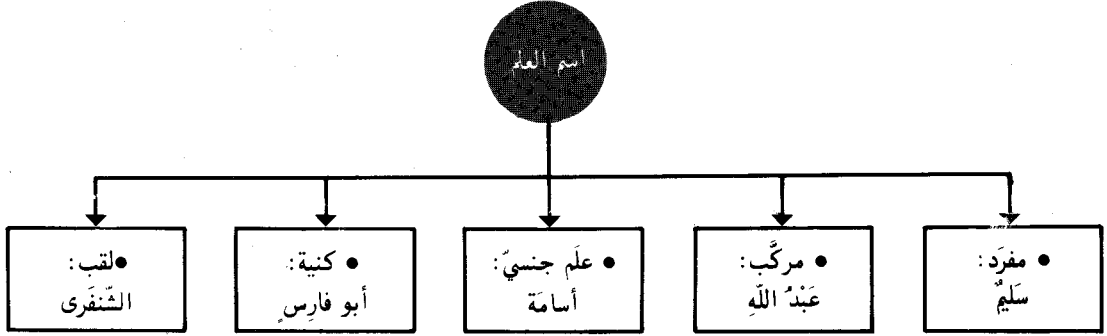 اسم العلم
● مفرَد:
سَليمٌ
● مركَّب:
عَبْدُ اللّهِ
● علَم جنسيّ:
أسامَة
● كنية:
أبو فارِسٍ
●لقب:
الشّنفَرى